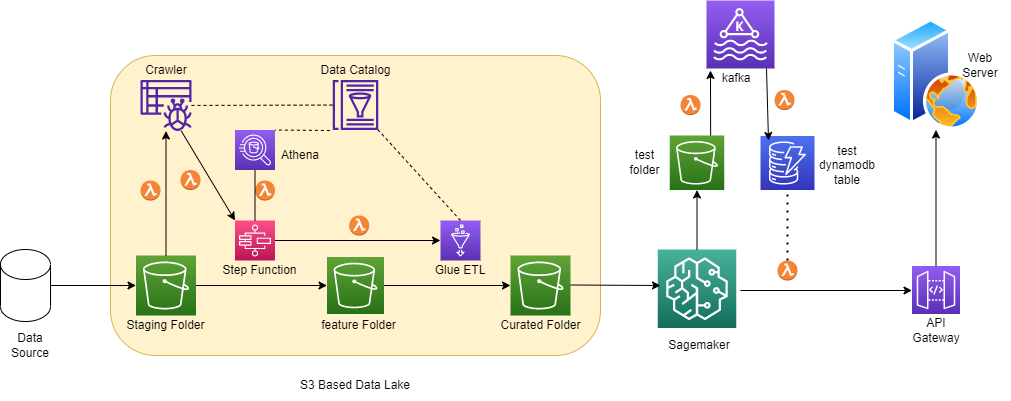 Crawler
Data Catalog
K
kafka
Web
Server
λ
λ
Athena
test
folder
test
dynamodb
table
λ
λ
λ
λ
Step Function
Glue ETL
λ
Staging Folder
feature Folder
Curated Folder
Data
Source
Sagemaker
API
Gateway
S3 Based Data Lake